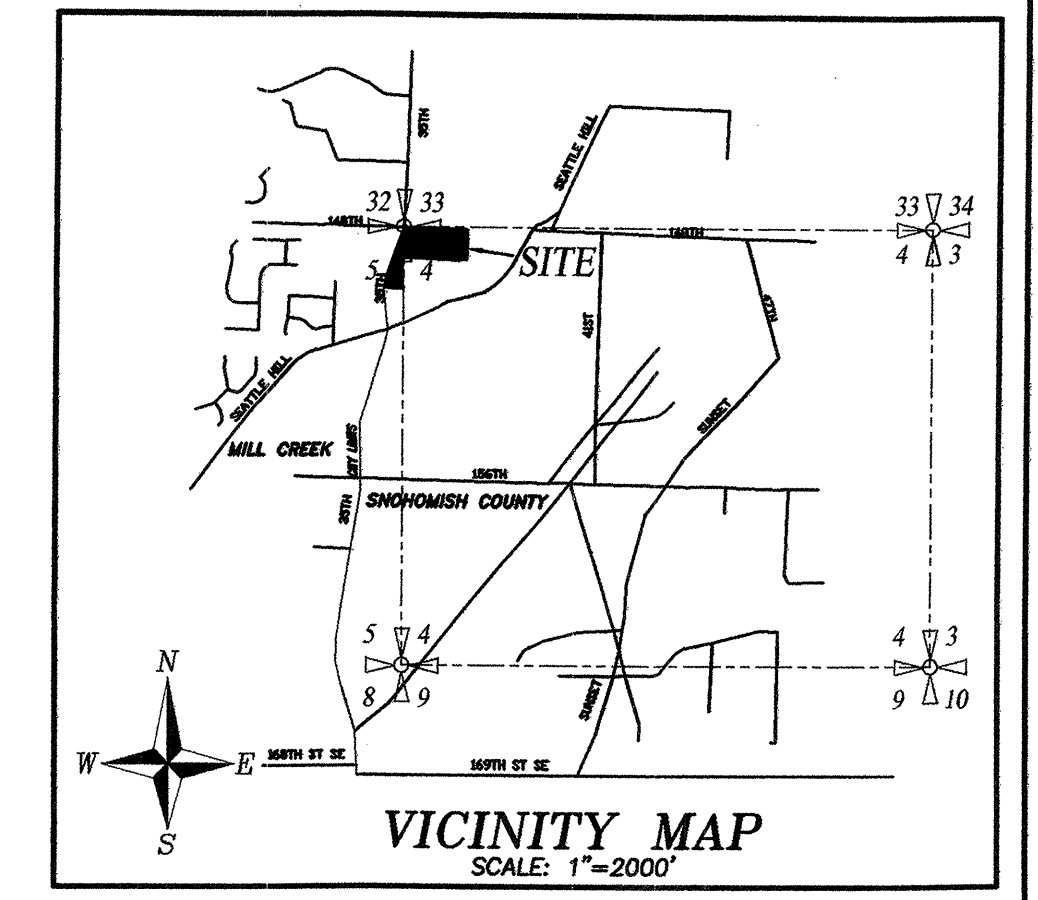 35TH
SEATTLE HILL
32 33
33 34
148TH
148TH
5 4
4 3
SITE
35TH
47TH
41ST
SEATTLE HILL
SUNSET
MILL CREEK
CITY LIMITS
156TH
SNOHOMISH COUNTY
35TH
5 4
4 3
8 9
9 10
N
W E
S
SUNSET
168TH ST SE
169TH ST SE
VICINITY MAP
SCALE: 1"=2000'